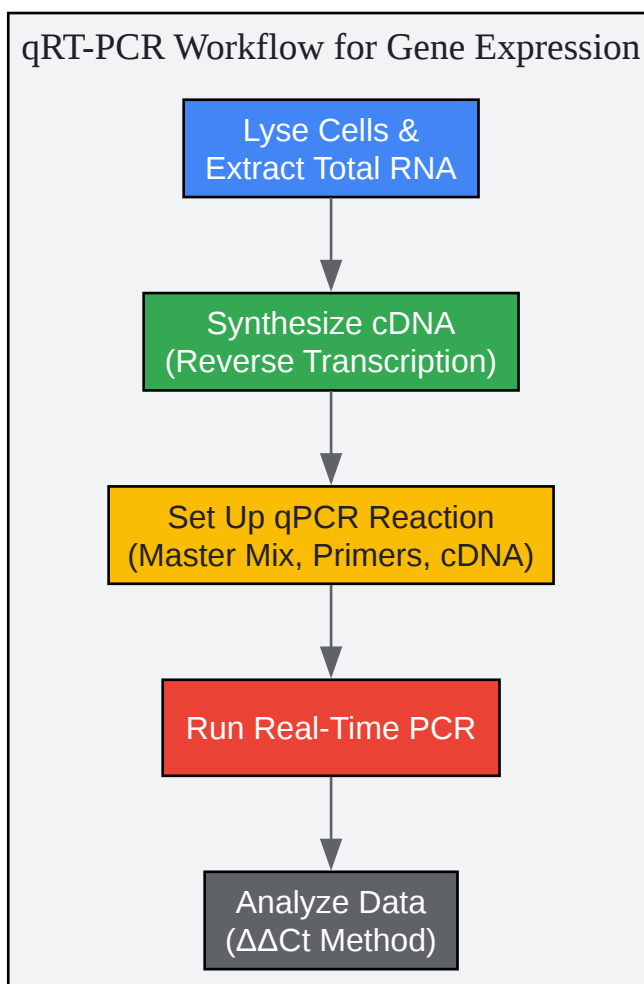 qRT-PCR Workflow for Gene Expression
Lyse Cells &
Extract Total RNA
Synthesize cDNA
(Reverse Transcription)
Set Up qPCR Reaction
(Master Mix, Primers, cDNA)
Run Real-Time PCR
Analyze Data
(ΔΔCt Method)